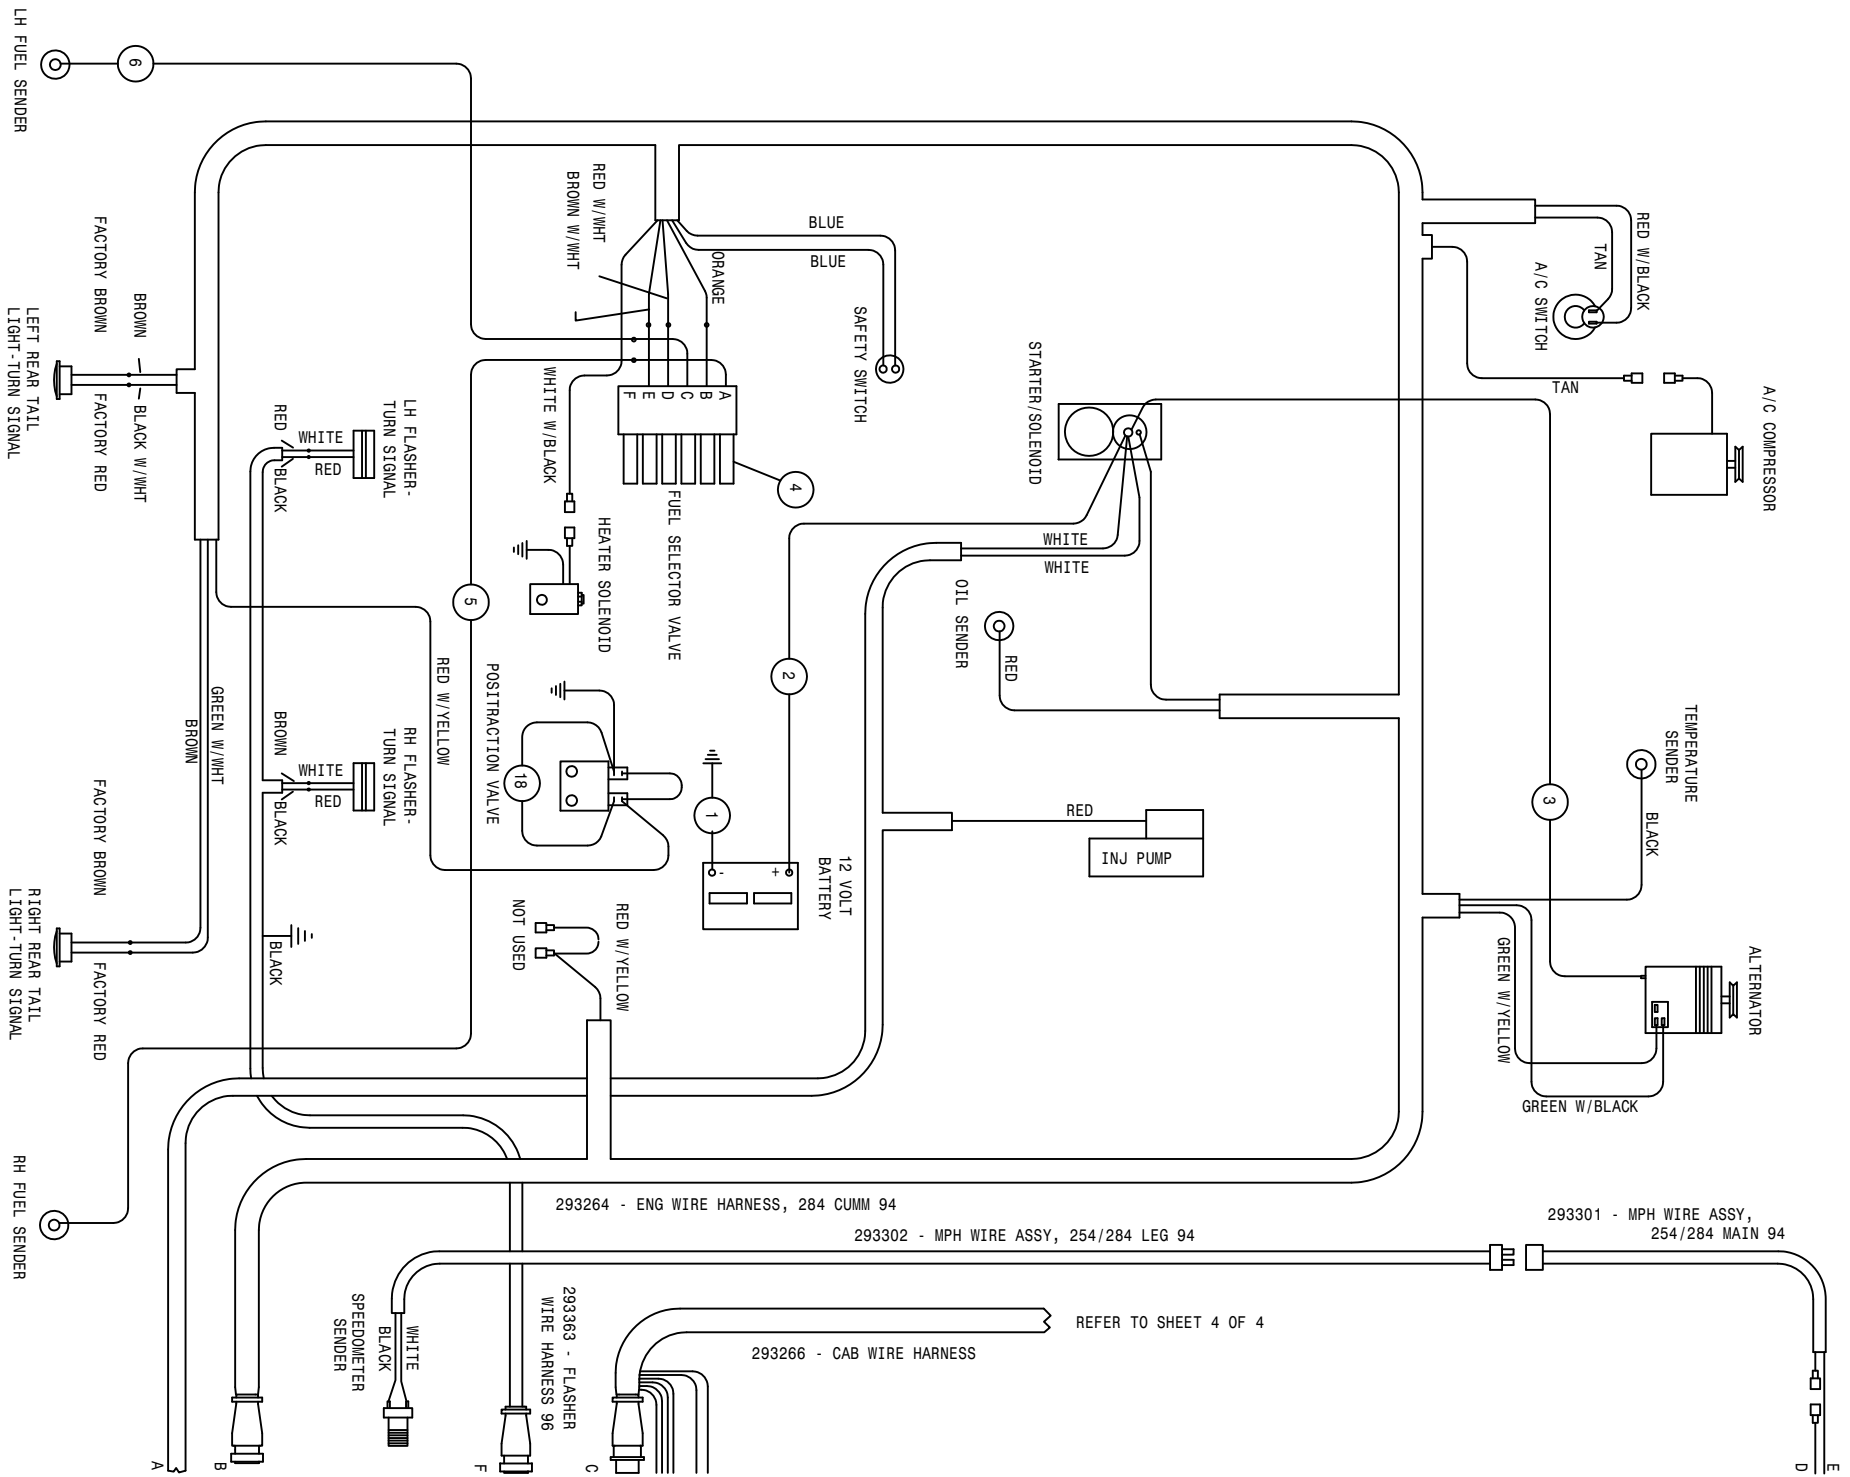 LH FUEL SENDER
6
LEFT REAR TAIL
LIGHT-TURN SIGNAL
FACTORY BROWN
BROWN
FACTORY RED
BLACK W/WHT
RED W/WHT
BROWN W/WHT
ORANGE
BLUE
BLUE
SAFETY SWITCH
RED W/BLACK
TAN
A/C SWITCH
TAN
A/C COMPRESSOR
STARTER/SOLENOID
A
B
C
D
E
F
4
FUEL SELECTOR VALVE
WHITE W/BLACK
HEATER SOLENOID
LH FLASHER-
TURN SIGNAL
RED
WHITE
RED
BLACK
5
WHITE
WHITE
OIL SENDER
RED
2
3
TEMPERATURE
SENDER
BLACK
RED W/YELLOW
POSITRACTION VALVE
18
1
GREEN W/WHT
BROWN
RH FLASHER-
TURN SIGNAL
BROWN
WHITE
RED
BLACK
RED
INJ PUMP
12 VOLT
BATTERY
-
+
FACTORY BROWN
FACTORY RED
RIGHT REAR TAIL
LIGHT-TURN SIGNAL
BLACK
NOT USED
RED W/YELLOW
ALTERNATOR
GREEN W/YELLOW
GREEN W/BLACK
RH FUEL SENDER
293264 - ENG WIRE HARNESS, 284 CUMM 94
293302 - MPH WIRE ASSY, 254/284 LEG 94
293301 - MPH WIRE ASSY,
254/284 MAIN 94
SPEEDOMETER
SENDER
WHITE
BLACK
293363 - FLASHER
WIRE HARNESS 96
REFER TO SHEET 4 OF 4
293266 - CAB WIRE HARNESS
A
B
F
C
D
E